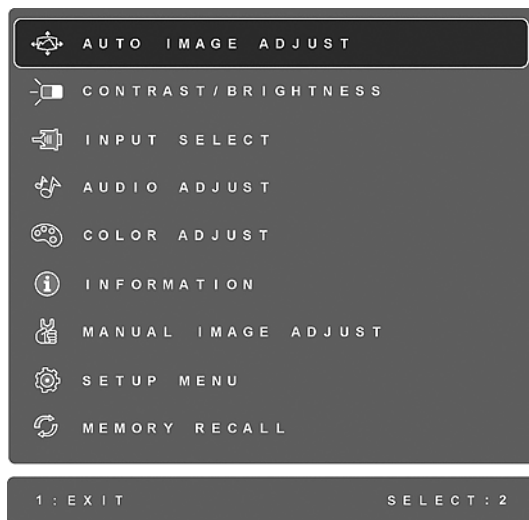 AUTO IMAGE ADJUST
CONTRAST/BRIGHTNESS
INPUT SELECT
AUDIO ADJUST
COLOR ADJUST
INFORMATION
MANUAL IMAGE ADJUST
SETUP MENU
MEMORY RECALL
1:EXIT SELECT:2